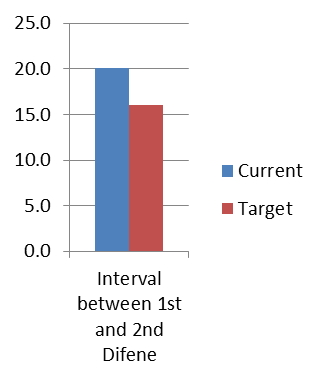 25.0
20.0
15.0
10.0
5.0
0.0
Current
Target
Interval
between 1st
and 2nd
Difene